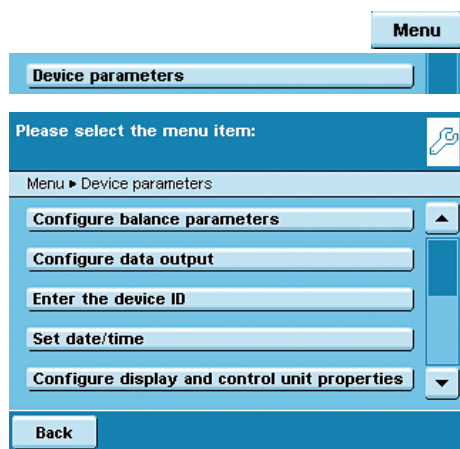 Menu
Device parameters
Please select the menu item:
Menu ▸ Device parameters
Configure balance parameters
Configure data output
Enter the device ID
Set date/time
Configure display and control unit properties
Back